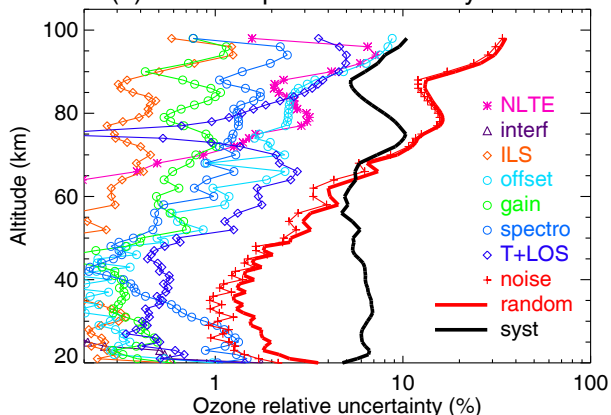 100
80
60
40
20
Altitude (km)
NLTE
interf
ILS
offset
gain
spectro
T+LOS
noise
random
syst
1
10
100
Ozone relative uncertainty (%)